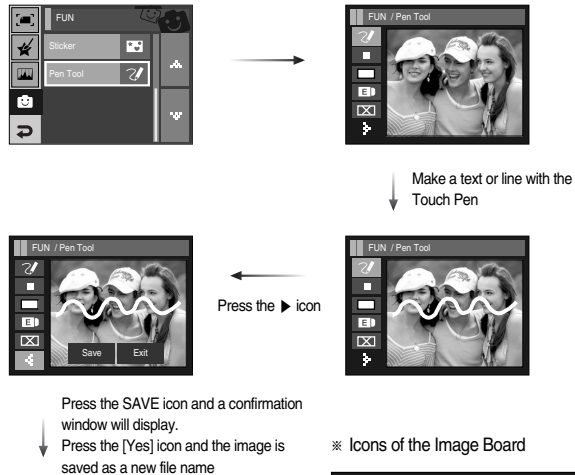 FUN
Sticker
Pen Tool
FUN / Pen Tool
E
Make a text or line with the
Touch Pen
FUN / Pen Tool
E
Press the ▶ icon
FUN / Pen Tool
E
Save Exit
Press the SAVE icon and a confirmation
window will display.
Press the [Yes] icon and the image is
saved as a new file name
※ Icons of the Image Board